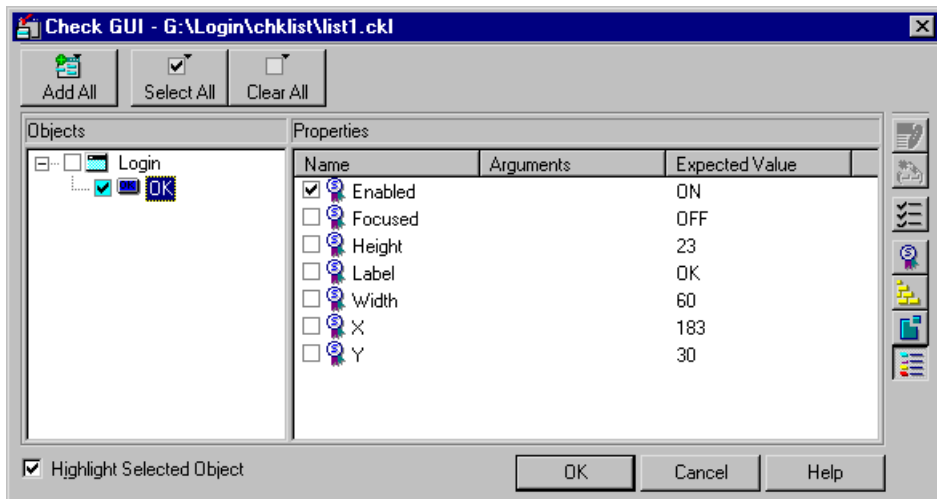 Check GUI - G:\Login\chklist\list1.ckl
Add All Select All Clear All
Objects Properties
Login
OK
Name Arguments Expected Value
Enabled ON
Focused OFF
Height 23
Label OK
Width 60
X 183
Y 30
Highlight Selected Object OK Cancel Help